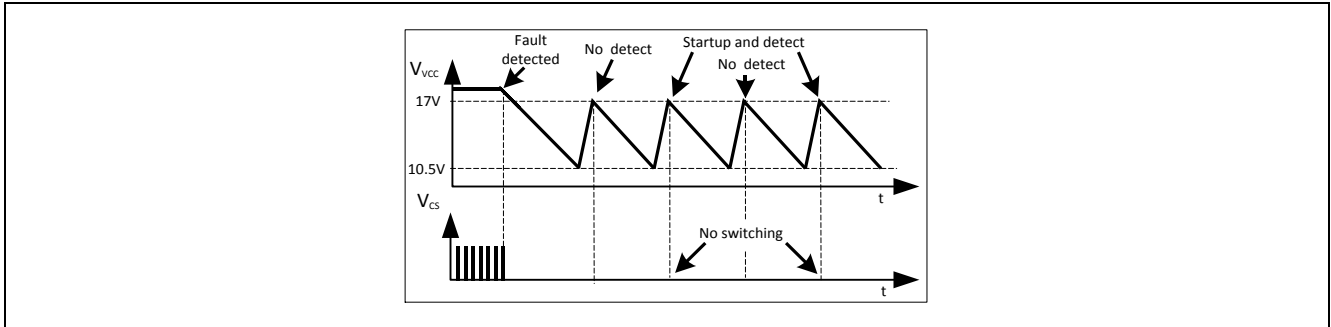 Fault
detected
No detect
Startup and detect
No detect
Vvcc
17V
10.5V
t
Vcs
No switching
t